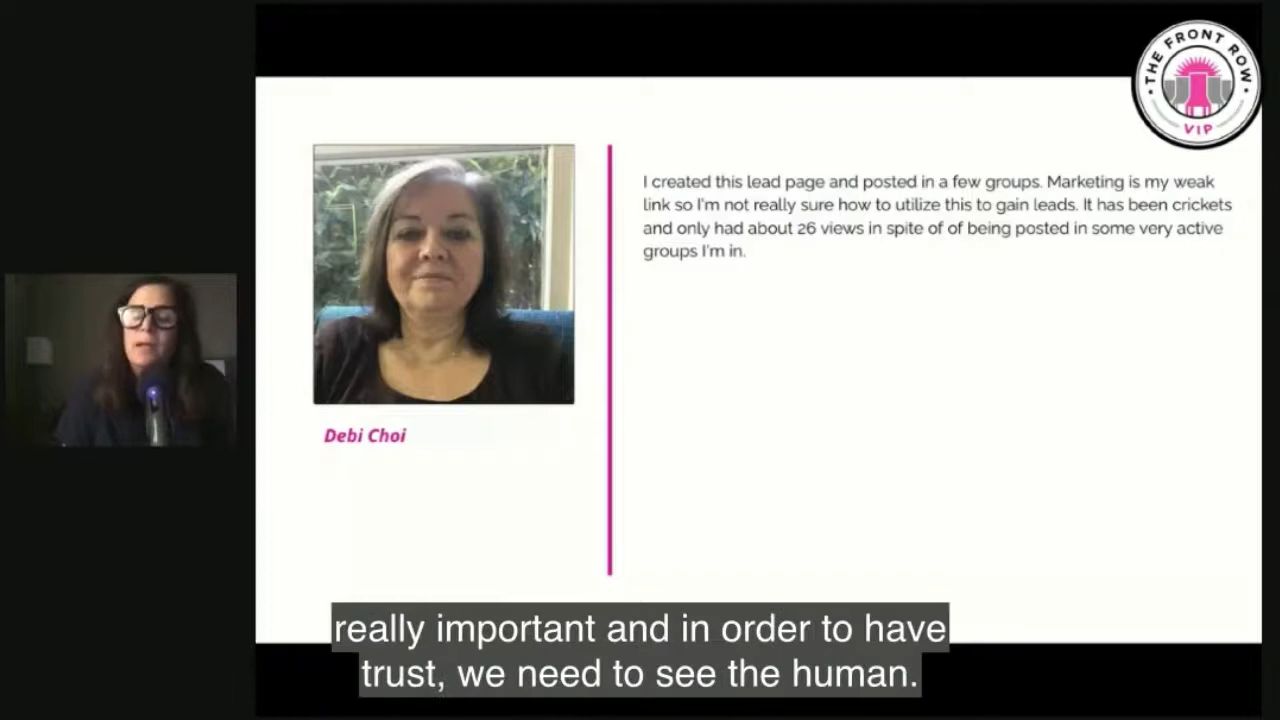 THE FRONT ROW
VIP
I created this lead page and posted in a few groups. Marketing is my weak
link so I'm not really sure how to utilize this to gain leads. It has been crickets
and only had about 26 views in spite of of being posted in some very active
groups I'm in.
Debi Choi
really important and in order to have
trust, we need to see the human.